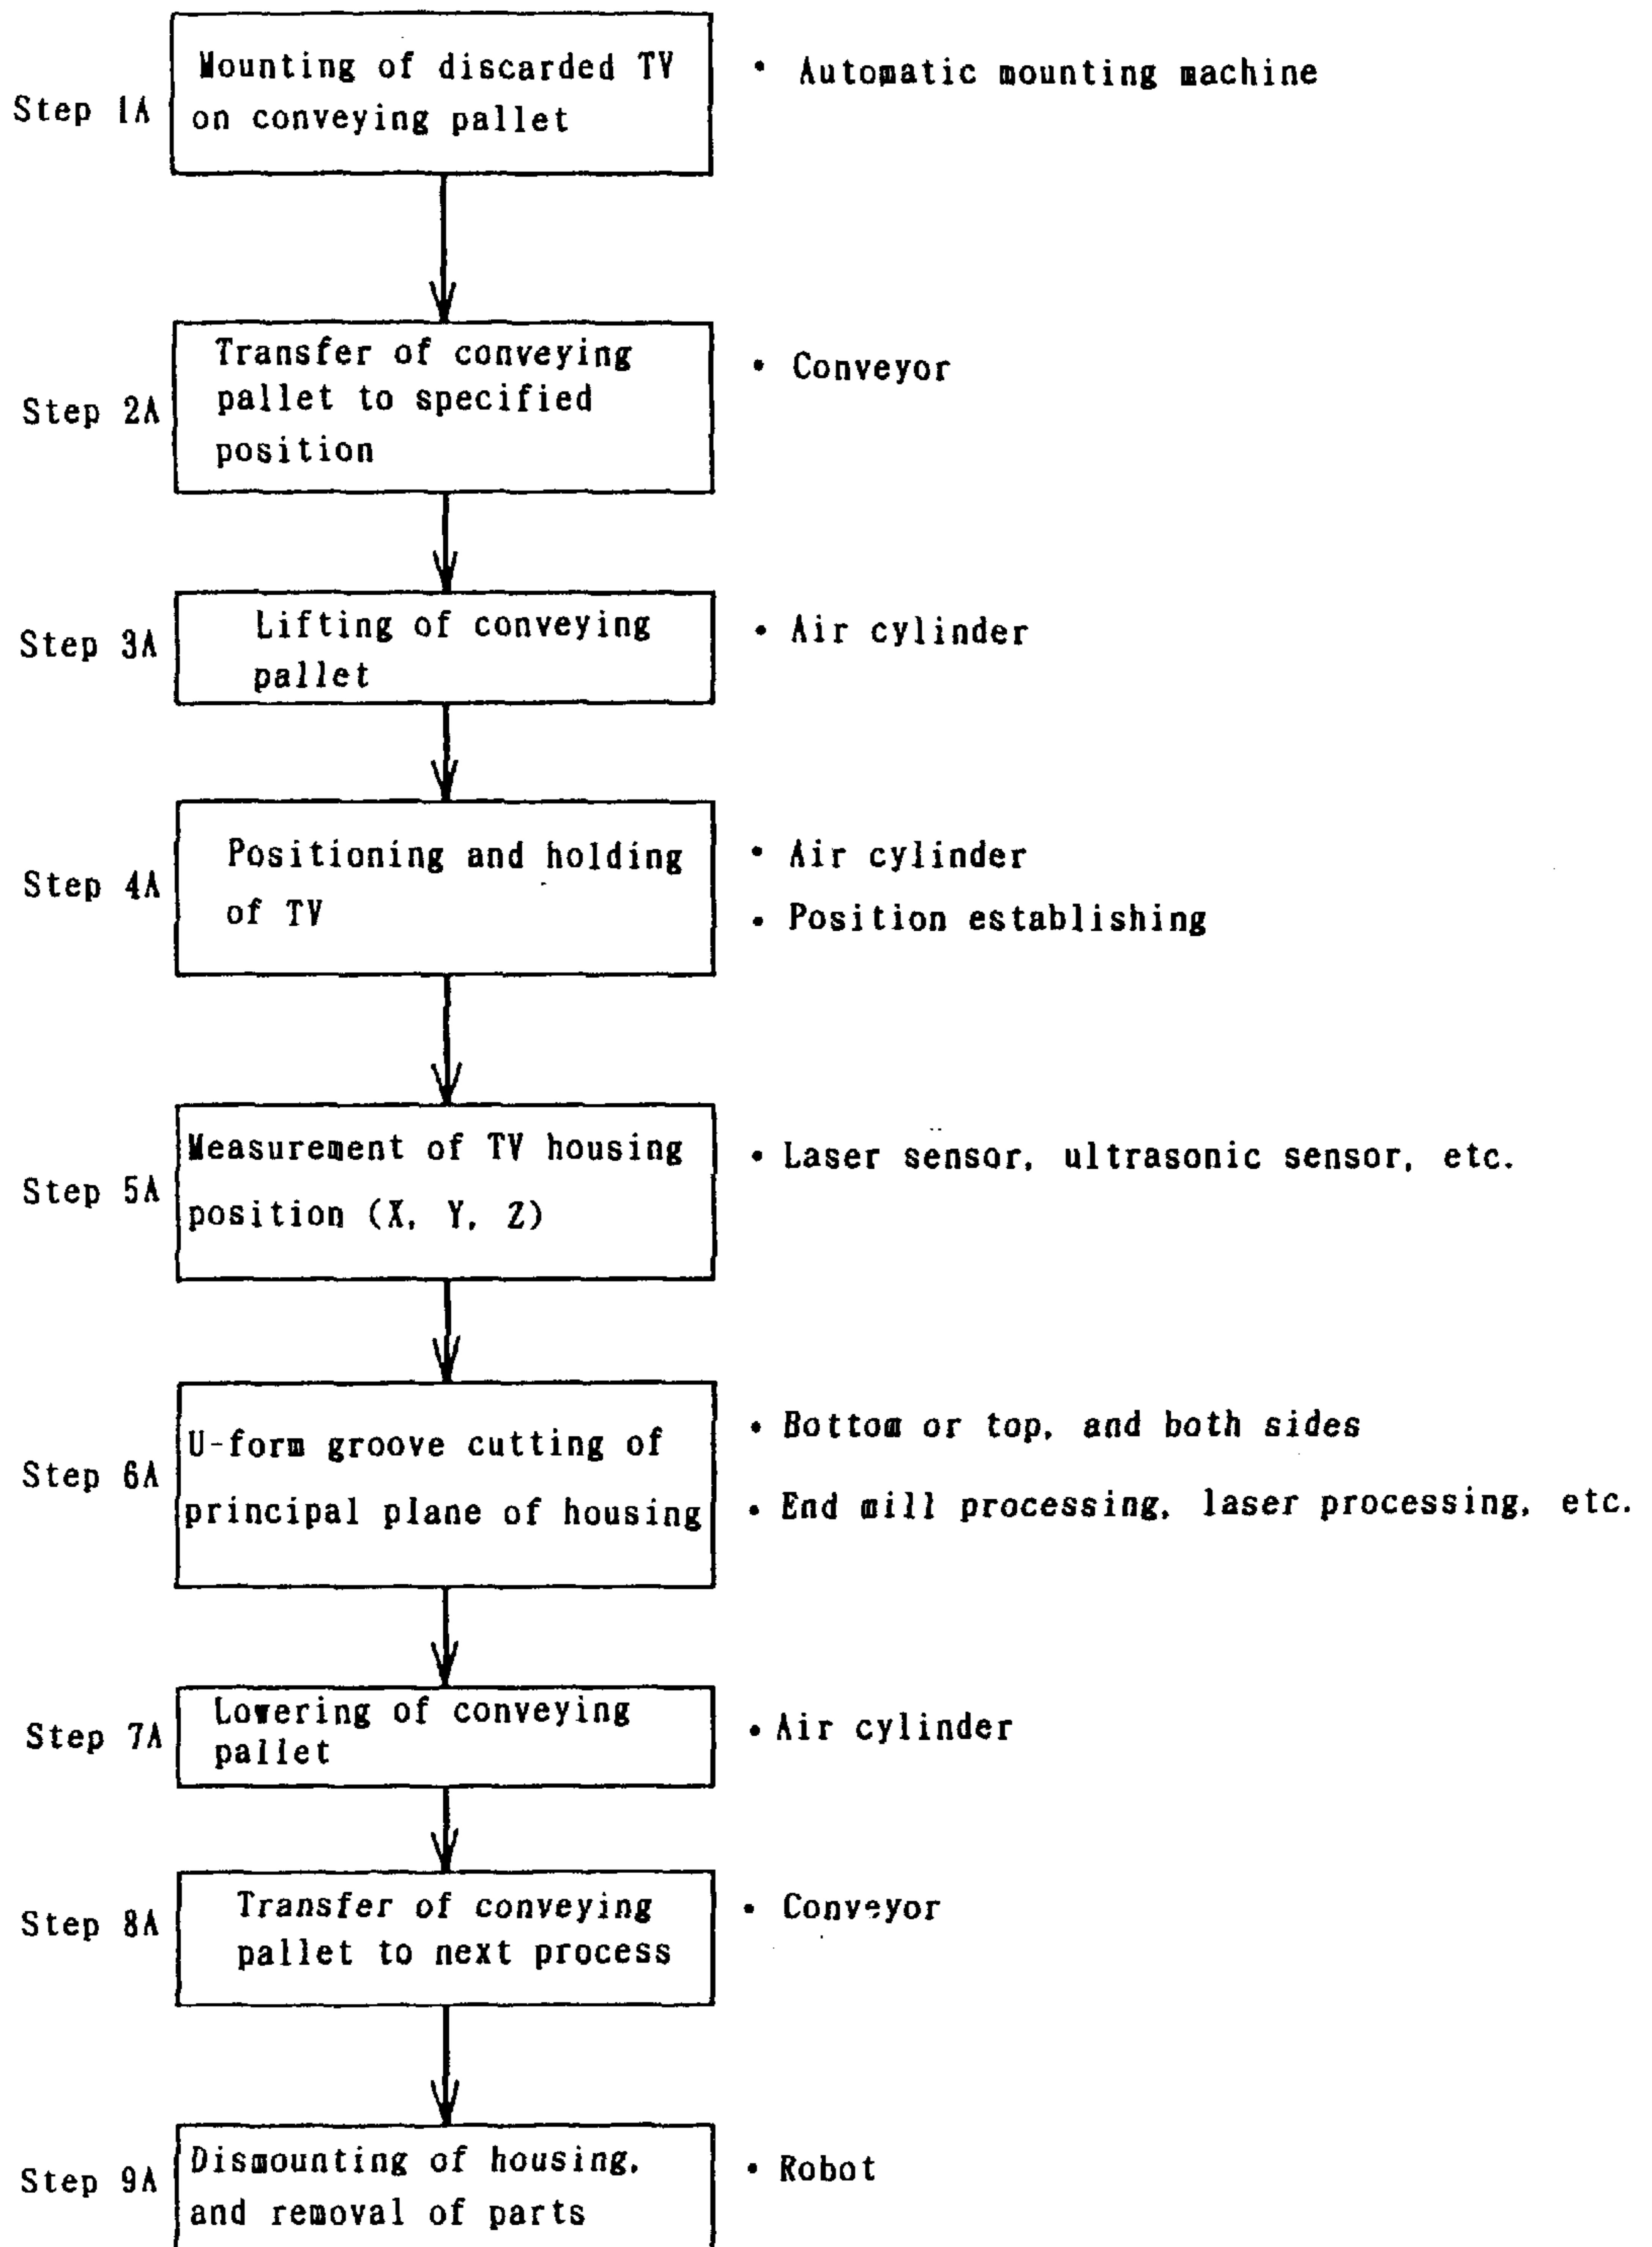 Mounting of discarded TV
on conveying pallet
Step 1A
• Automatic mounting machine
Transfer of conveying
pallet to specified
position
Step 2A
• Conveyor
Lifting of conveying
pallet
Step 3A
• Air cylinder
Positioning and holding
of TV
Step 4A
• Air cylinder
• Position establishing
Measurement of TV housing
position (X, Y, Z)
Step 5A
• Laser sensor, ultrasonic sensor, etc.
U-form groove cutting of
principal plane of housing
Step 6A
• Bottom or top, and both sides
• End mill processing, laser processing, etc.
Lowering of conveying
pallet
Step 7A
• Air cylinder
Transfer of conveying
pallet to next process
Step 8A
• Conveyor
Dismounting of housing,
and removal of parts
Step 9A
• Robot